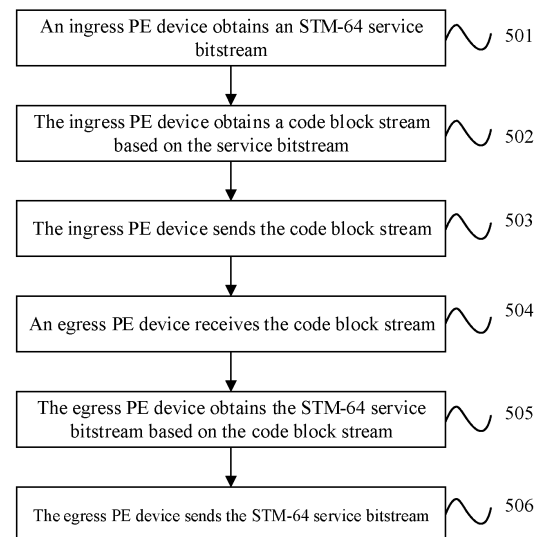 An ingress PE device obtains an STM-64 service
bitstream
501
The ingress PE device obtains a code block stream
based on the service bitstream
502
The ingress PE device sends the code block stream
503
An egress PE device receives the code block stream
504
The egress PE device obtains the STM-64 service
bitstream based on the code block stream
505
The egress PE device sends the STM-64 service bitstream
506